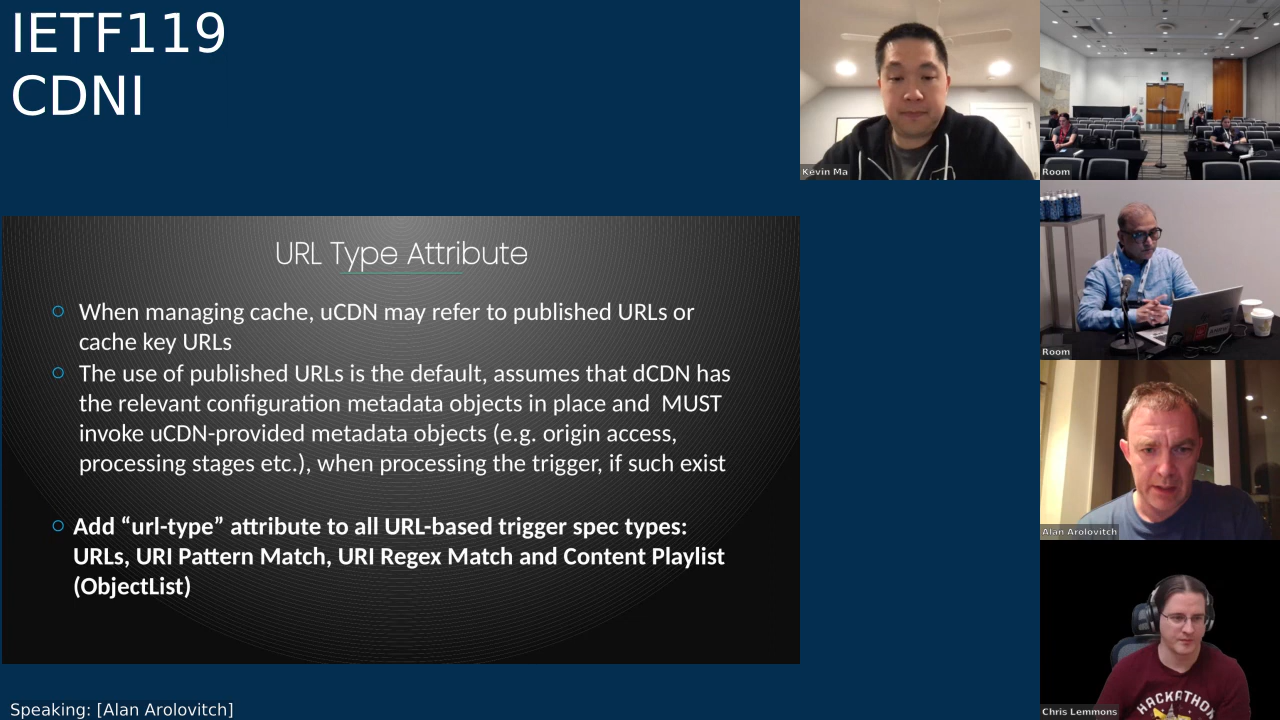 IETF119
CDNI
URL Type Attribute
When managing cache, uCDN may refer to published URLs or
cache key URLs
The use of published URLs is the default, assumes that dCDN has
the relevant configuration metadata objects in place and  MUST
invoke uCDN-provided metadata objects (e.g. origin access,
processing stages etc.), when processing the trigger, if such exist
Add “url-type” attribute to all URL-based trigger spec types:
URLs, URI Pattern Match, URI Regex Match and Content Playlist
(ObjectList)
Speaking: [Alan Arolovitch]
Kevin Ma
Room
Room
Alan Arolovitch
HACKATHON
Chris Lemmons